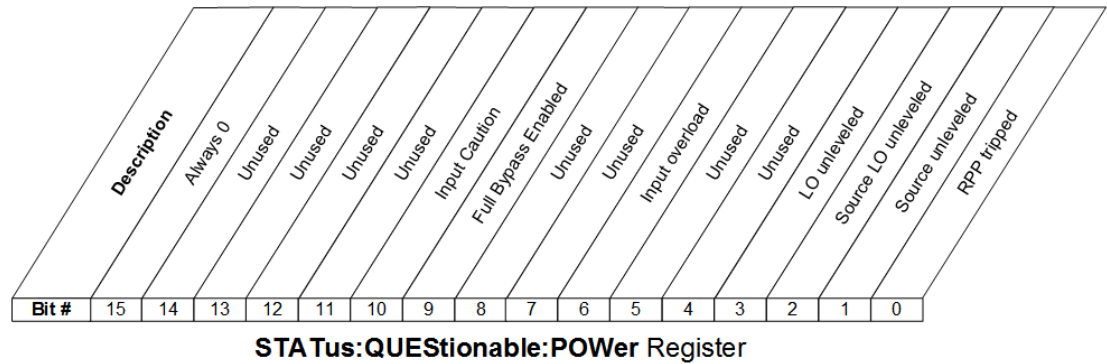 Description
Always 0
Unused
Unused
Unused
Unused
Input Caution
Full Bypass Enabled
Unused
Unused
Input overload
Unused
Unused
LO unleveled
Source LO unleveled
Source unleveled
RPP tripped
Bit # 15 14 13 12 11 10 9 8 7 6 5 4 3 2 1 0
STATus:QUEStionable:POWer Register